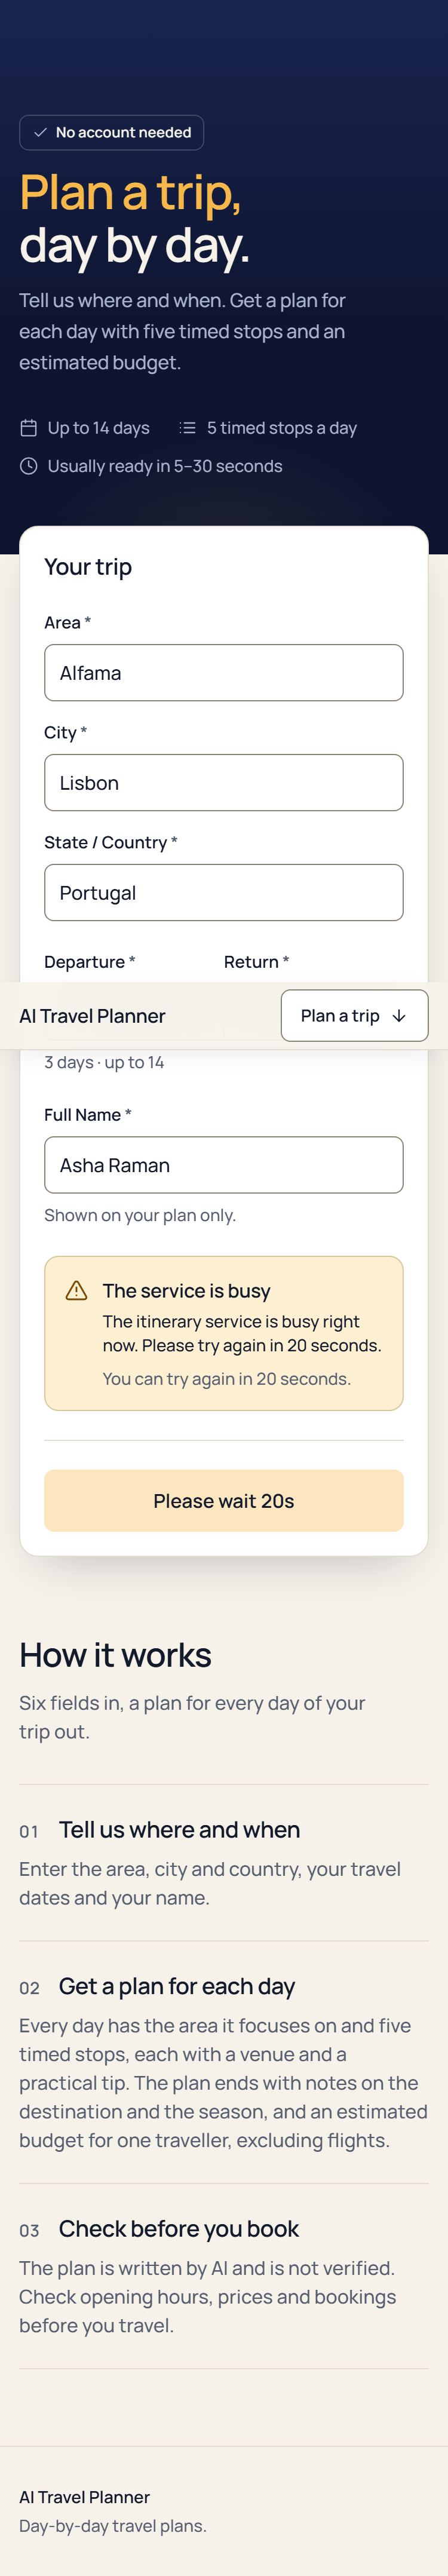 No account needed
Plan a trip,
day by day.
Tell us where and when. Get a plan for
each day with five timed stops and an
estimated budget.
Up to 14 days
5 timed stops a day
Usually ready in 5–30 seconds
Your trip
Area *
Alfama
City *
Lisbon
State / Country *
Portugal
Departure *
Return *
AI Travel Planner
Plan a trip
3 days · up to 14
Full Name *
Asha Raman
Shown on your plan only.
The service is busy
The itinerary service is busy right
now. Please try again in 20 seconds.
You can try again in 20 seconds.
Please wait 20s
How it works
Six fields in, a plan for every day of your
trip out.
01 Tell us where and when
Enter the area, city and country, your travel
dates and your name.
02 Get a plan for each day
Every day has the area it focuses on and five
timed stops, each with a venue and a
practical tip. The plan ends with notes on the
destination and the season, and an estimated
budget for one traveller, excluding flights.
03 Check before you book
The plan is written by AI and is not verified.
Check opening hours, prices and bookings
before you travel.
AI Travel Planner
Day-by-day travel plans.